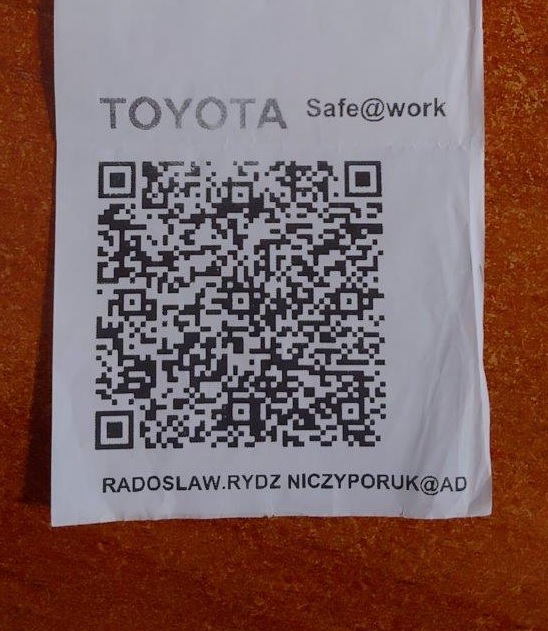 TOYOTA Safe@work
RADOSLAW.RYDZ NICZYPORUK@AD